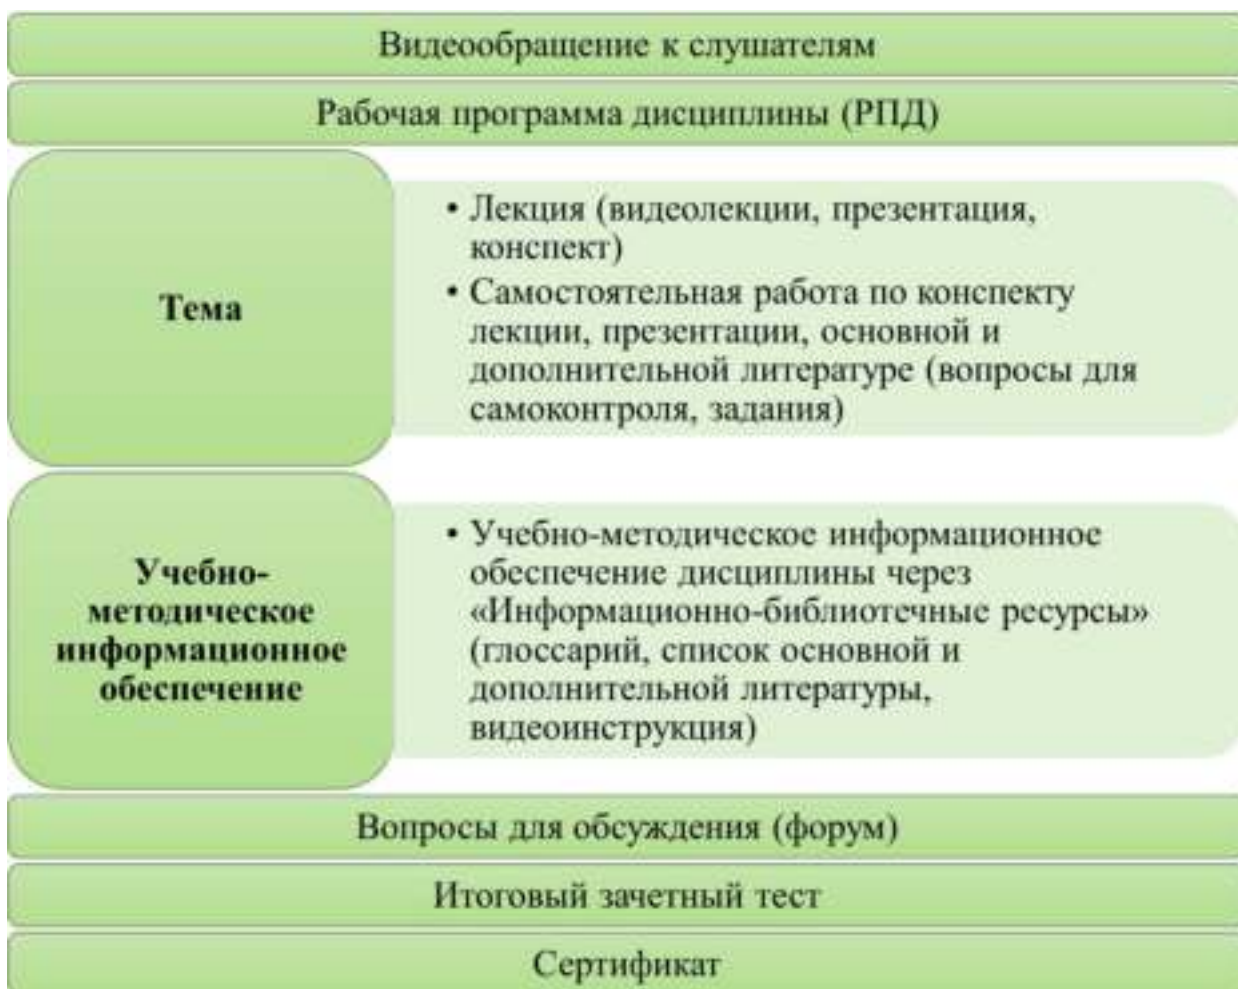 Видеообращение к слушателям
Рабочая программа дисциплины (РПД)
Тема
• Лекция (видеолекции, презентация,
конспект)
• Самостоятельная работа по конспекту
лекции, презентации, основной и
дополнительной литературе (вопросы для
самоконтроля, задания)
Учебно-
методическое
информационное
обеспечение
• Учебно-методическое информационное
обеспечение дисциплины через
«Информационно-библиотечные ресурсы»
(глоссарий, список основной и
дополнительной литературы,
видеоинструкция)
Вопросы для обсуждения (форум)
Итоговый зачетный тест
Сертификат